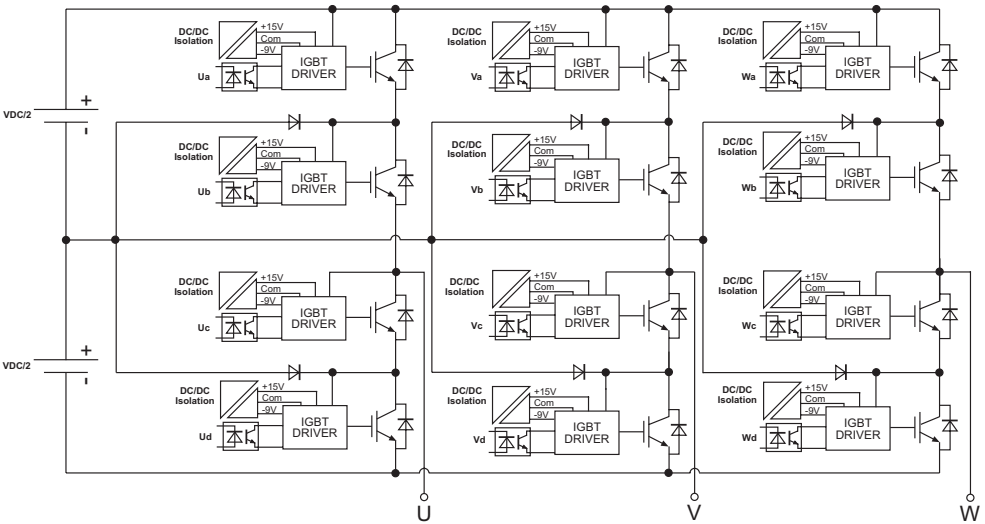 DC/DC
Isolation
+15V
Com
-9V
IGBT
DRIVER
Ua
DC/DC
Isolation
+15V
Com
-9V
IGBT
DRIVER
Va
DC/DC
Isolation
+15V
Com
-9V
IGBT
DRIVER
Wa
VDC/2
+
-
DC/DC
Isolation
+15V
Com
-9V
IGBT
DRIVER
Ub
DC/DC
Isolation
+15V
Com
-9V
IGBT
DRIVER
Vb
DC/DC
Isolation
+15V
Com
-9V
IGBT
DRIVER
Wb
DC/DC
Isolation
+15V
Com
-9V
IGBT
DRIVER
Uc
DC/DC
Isolation
+15V
Com
-9V
IGBT
DRIVER
Vc
DC/DC
Isolation
+15V
Com
-9V
IGBT
DRIVER
Wc
VDC/2
+
-
DC/DC
Isolation
+15V
Com
-9V
IGBT
DRIVER
Ud
DC/DC
Isolation
+15V
Com
-9V
IGBT
DRIVER
Vd
DC/DC
Isolation
+15V
Com
-9V
IGBT
DRIVER
Wd
U
V
W